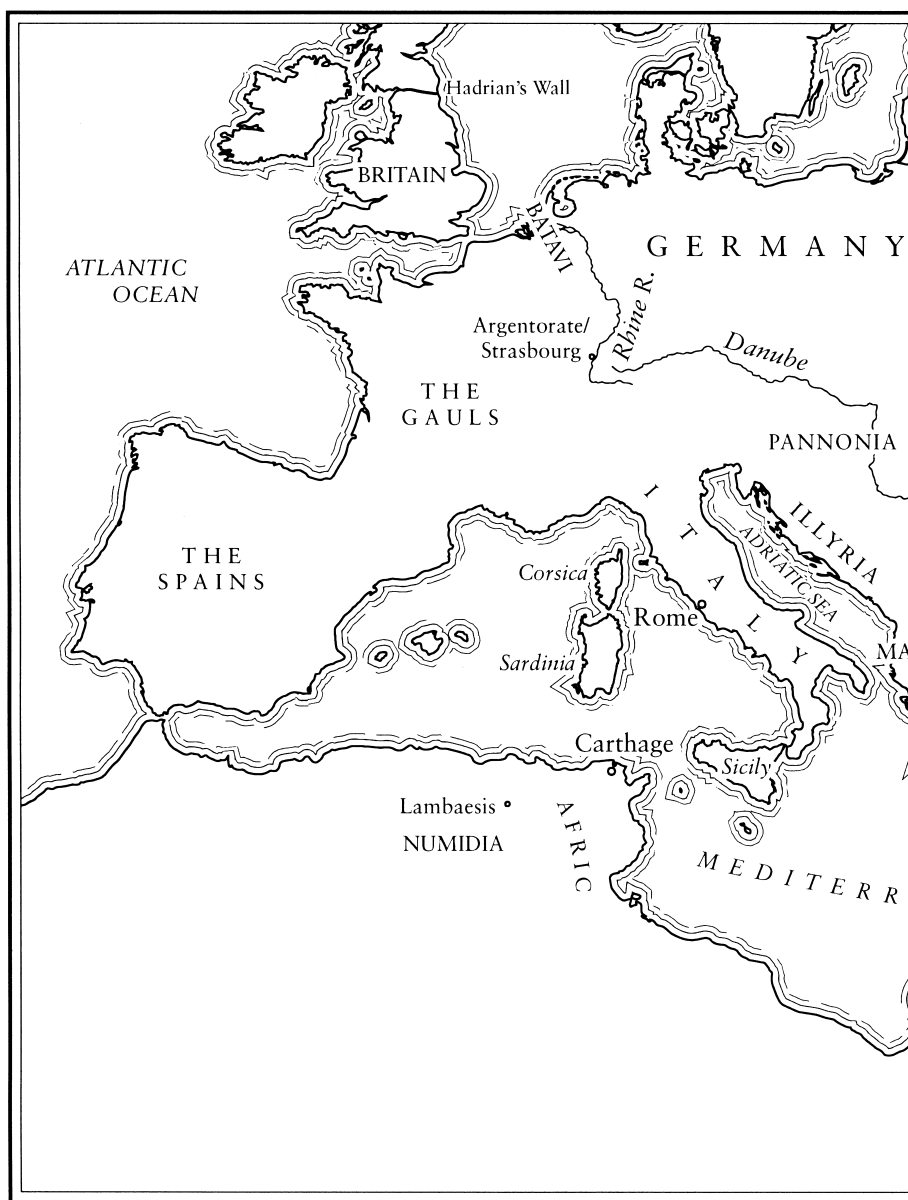 Hadrian's Wall
BRITAIN
BATAVI
GERMANY
ATLANTIC
OCEAN
Rhine R.
Argentorate/
Strasbourg
Danube
THE
GAULS
PANNONIA
ITALY
ILLYRIA
ADRIATIC SEA
THE
SPAINS
Corsica
Rome
Sardinia
MA
Carthage
Sicily
Lambaesis
NUMIDIA
AFRIC
MEDITERR